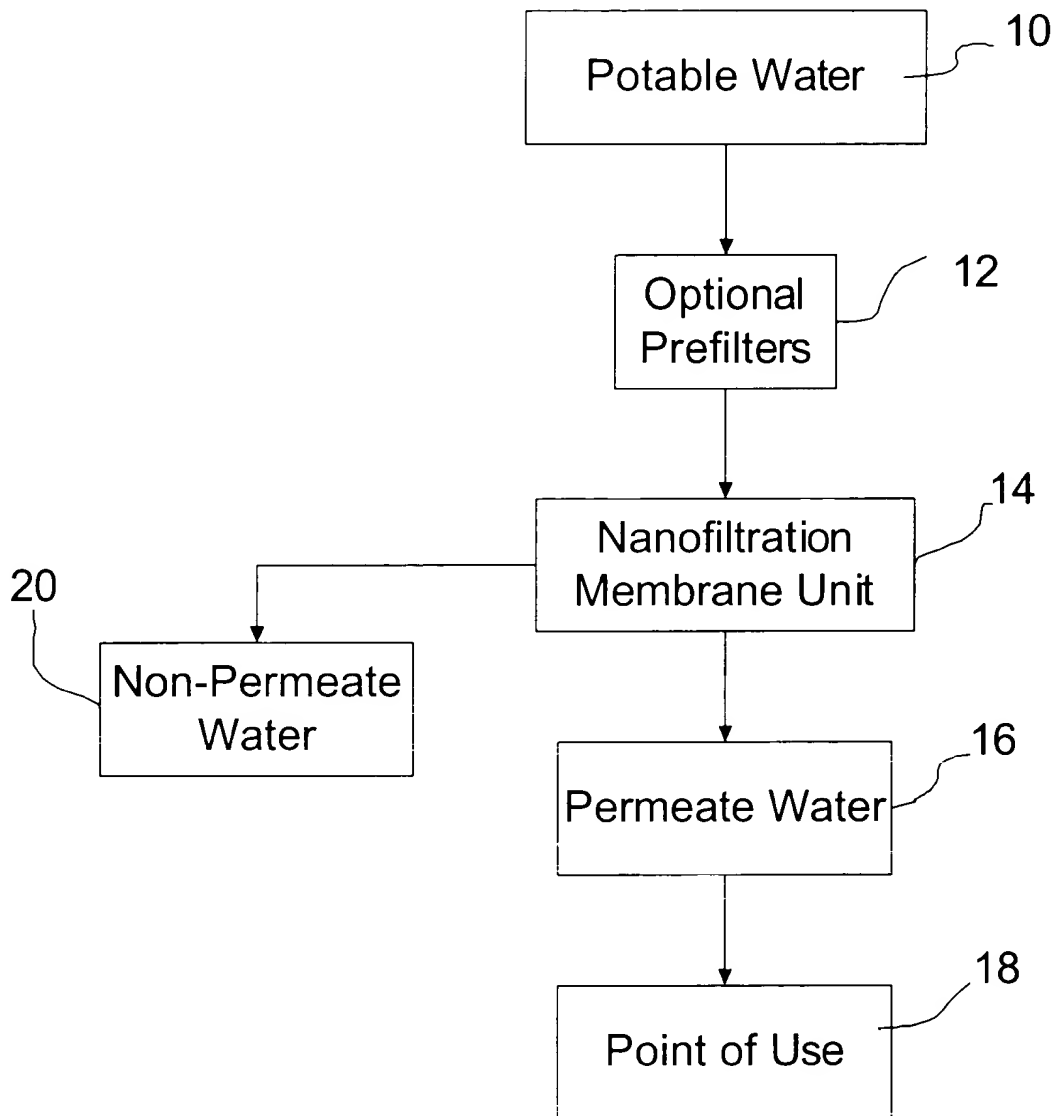 10
Potable Water
12
Optional
Prefilters
14
Nanofiltration
Membrane Unit
20
Non-Permeate
Water
16
Permeate Water
18
Point of Use